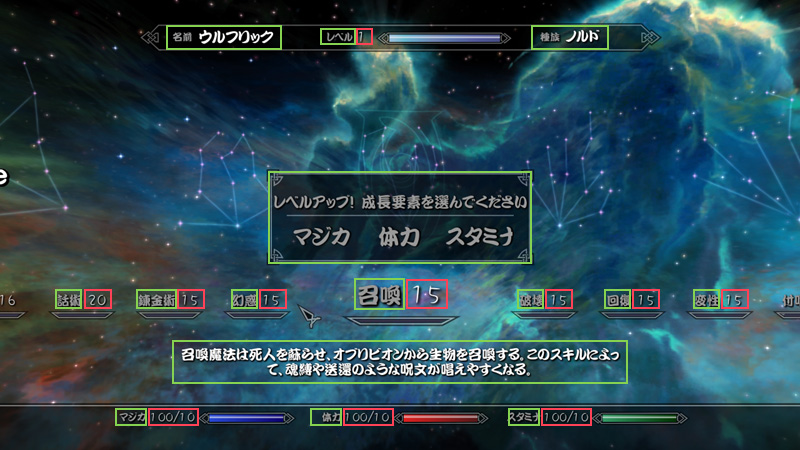 名前 ウルフリック
レベル 1
種族 ノルド
e
レベルアップ! 成長要素を選んでください
マジカ 体力 スタミナ
16 話術 20 錬金術 15 幻惑 15 召喚 15 破壊 15 回復 15 変性 15 付呪
召喚魔法は死人を蘇らせ、オブリビオンから生物を召喚する。このスキルによっ
て、魂縛や送還のような呪文が唱えやすくなる。
マジカ 100/10 体力 100/10 スタミナ 100/10